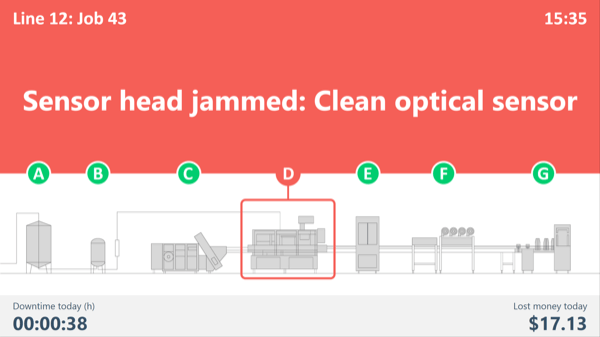 Line 12: Job 43
15:35
Sensor head jammed: Clean optical sensor
A B C D E F G
Downtime today (h)
Lost money today
00:00:38
$17.13